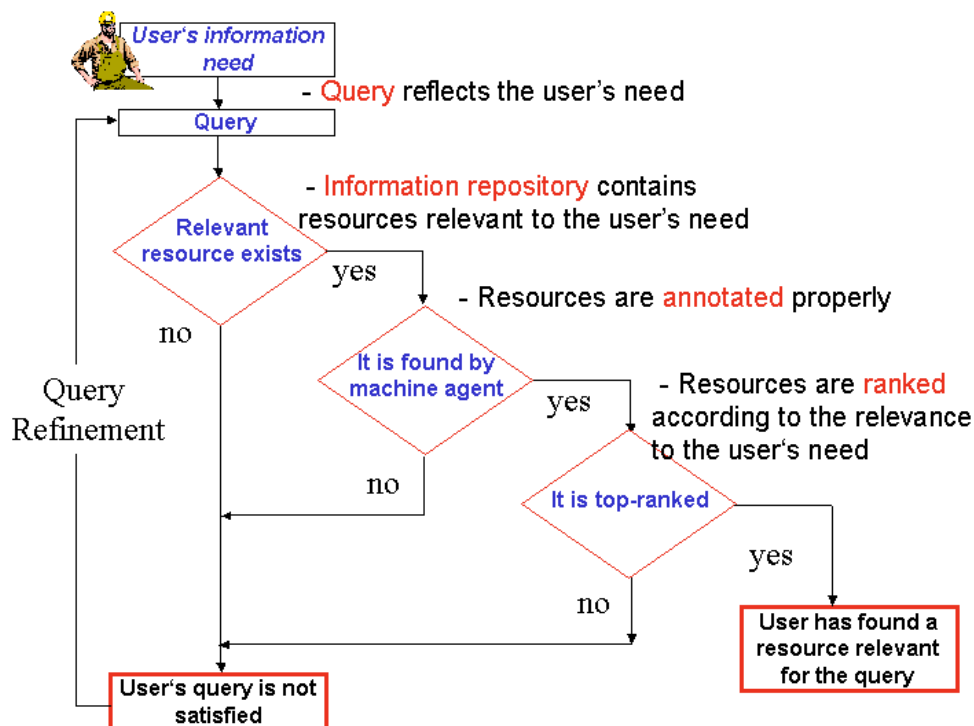 User's information
need
- Query reflects the user's need
Query
- Information repository contains
resources relevant to the user's need
Relevant
resource exists
yes
no
- Resources are annotated properly
It is found by
machine agent
yes
no
- Resources are ranked
according to the relevance
to the user's need
It is top-ranked
yes
no
Query
Refinement
User has found a
resource relevant
for the query
User's query is not
satisfied